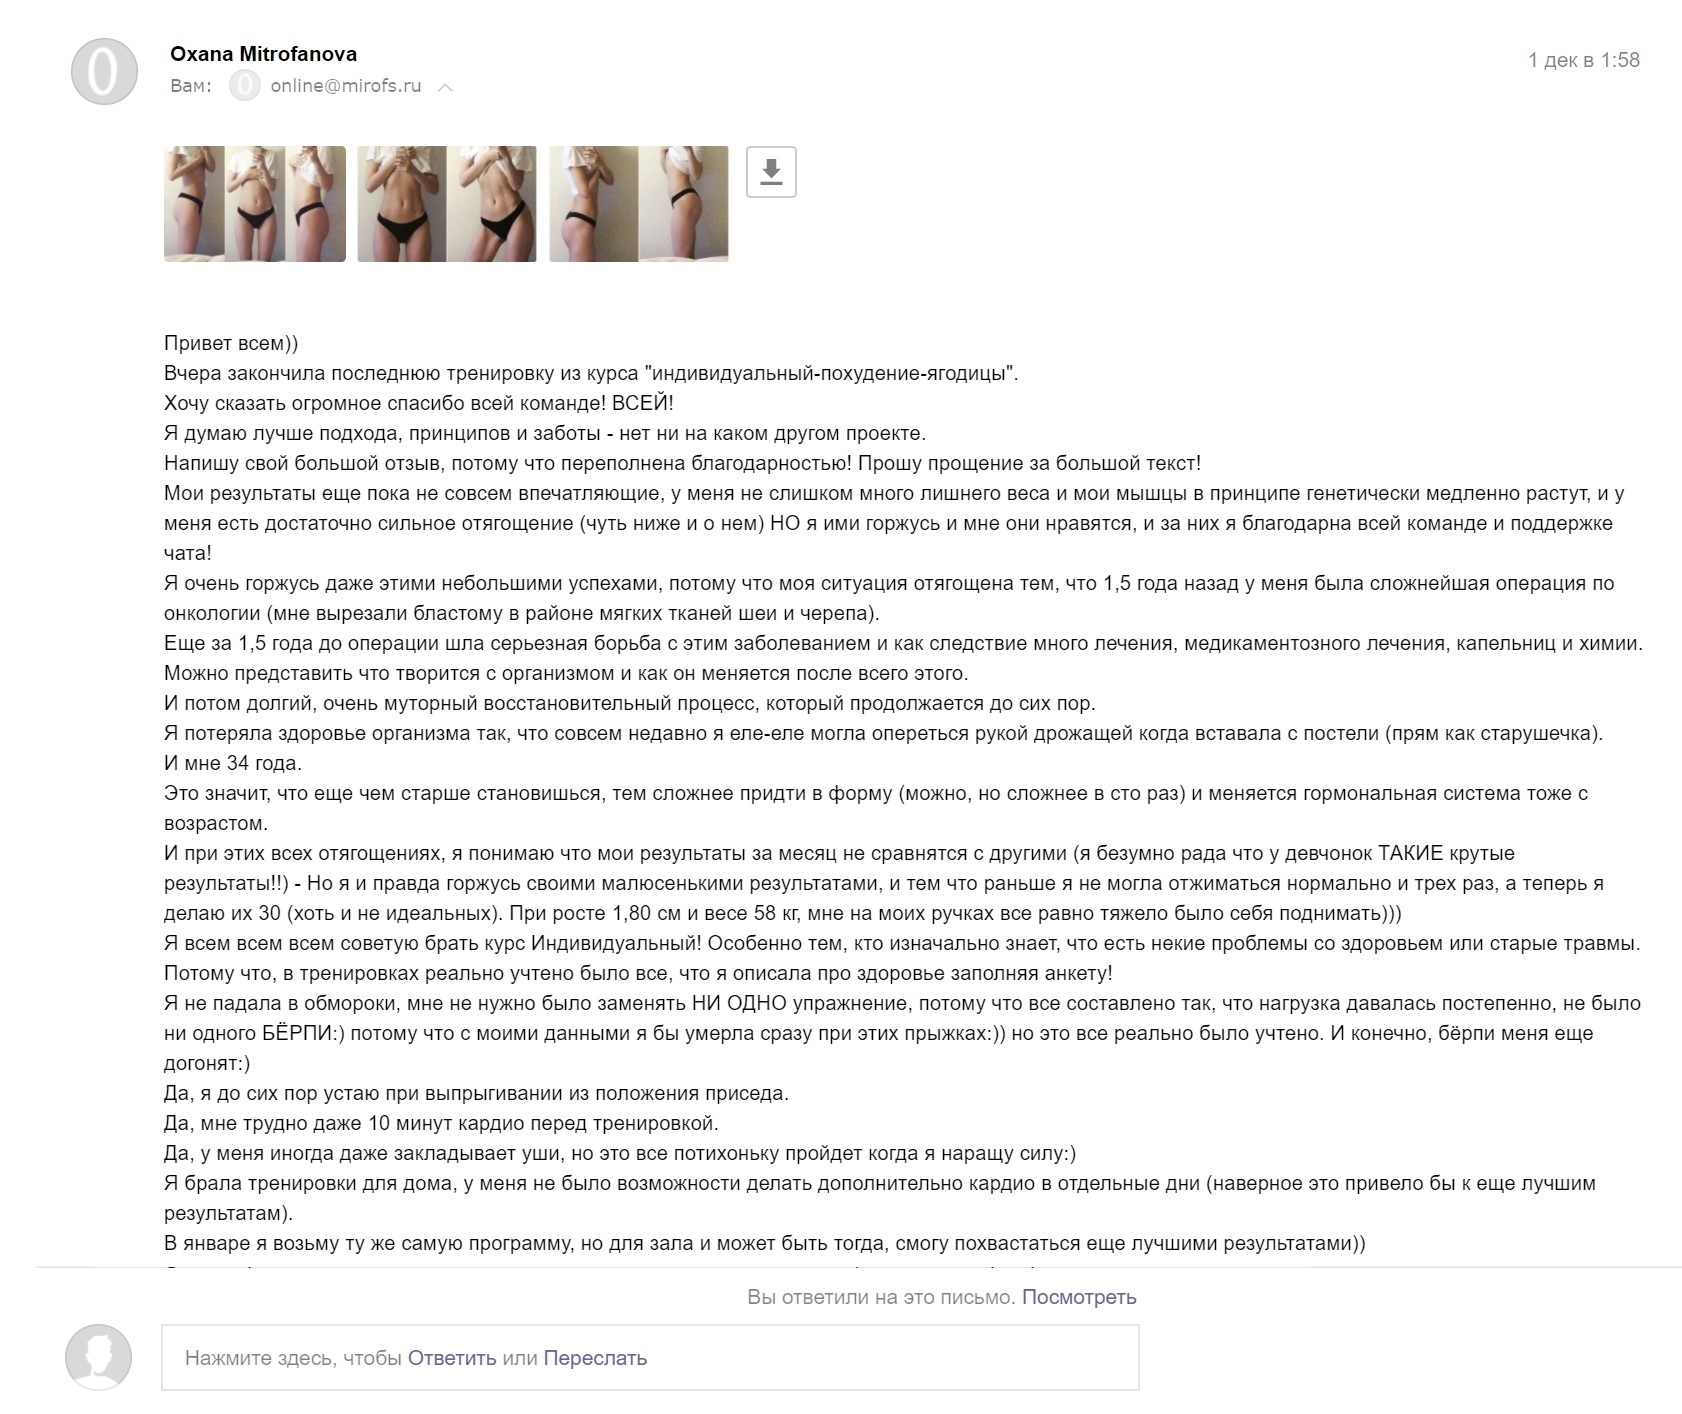 Oxana Mitrofanova
1 дек в 1:58
Вам: online@mirofs.ru
Привет всем))
Вчера закончила последнюю тренировку из курса "индивидуальный-похудение-ягодицы".
Хочу сказать огромное спасибо всей команде! ВСЕЙ!
Я думаю лучше подхода, принципов и заботы - нет ни на каком другом проекте.
Напишу свой большой отзыв, потому что переполнена благодарностью! Прошу прощение за большой текст!
Мои результаты еще пока не совсем впечатляющие, у меня не слишком много лишнего веса и мои мышцы в принципе генетически медленно растут, и у
меня есть достаточно сильное отягощение (чуть ниже и о нем) НО я ими горжусь и мне они нравятся, и за них я благодарна всей команде и поддержке
чата!
Я очень горжусь даже этими небольшими успехами, потому что моя ситуация отягощена тем, что 1,5 года назад у меня была сложнейшая операция по
онкологии (мне вырезали бластому в районе мягких тканей шеи и черепа).
Еще за 1,5 года до операции шла серьезная борьба с этим заболеванием и как следствие много лечения, медикаментозного лечения, капельниц и химии.
Можно представить что творится с организмом и как он меняется после всего этого.
И потом долгий, очень муторный восстановительный процесс, который продолжается до сих пор.
Я потеряла здоровье организма так, что совсем недавно я еле-еле могла опереться рукой дрожащей когда вставала с постели (прям как старушечка).
И мне 34 года.
Это значит, что еще чем старше становишься, тем сложнее придти в форму (можно, но сложнее в сто раз) и меняется гормональная система тоже с
возрастом.
И при этих всех отягощениях, я понимаю что мои результаты за месяц не сравнятся с другими (я безумно рада что у девчонок ТАКИЕ крутые
результаты!!) - Но я и правда горжусь своими малюсенькими результатами, и тем что раньше я не могла отжиматься нормально и трех раз, а теперь я
делаю их 30 (хоть и не идеальных). При росте 1,80 см и весе 58 кг, мне на моих ручках все равно тяжело было себя поднимать)))
Я всем всем всем советую брать курс Индивидуальный! Особенно тем, кто изначально знает, что есть некие проблемы со здоровьем или старые травмы.
Потому что, в тренировках реально учтено было все, что я описала про здоровье заполняя анкету!
Я не падала в обмороки, мне не нужно было заменять НИ ОДНО упражнение, потому что все составлено так, что нагрузка давалась постепенно, не было
ни одного БЁРПИ:) потому что с моими данными я бы умерла сразу при этих прыжках:)) но это все реально было учтено. И конечно, бёрпи меня еще
догонят:)
Да, я до сих пор устаю при выпрыгивании из положения приседа.
Да, мне трудно даже 10 минут кардио перед тренировкой.
Да, у меня иногда даже закладывает уши, но это все потихоньку пройдет когда я наращу силу:)
Я брала тренировки для дома, у меня не было возможности делать дополнительно кардио в отдельные дни (наверное это привело бы к еще лучшим
результатам).
В январе я возьму ту же самую программу, но для зала и может быть тогда, смогу похвастаться еще лучшими результатами))
Вы ответили на это письмо. Посмотреть
Нажмите здесь, чтобы Ответить или Переслать